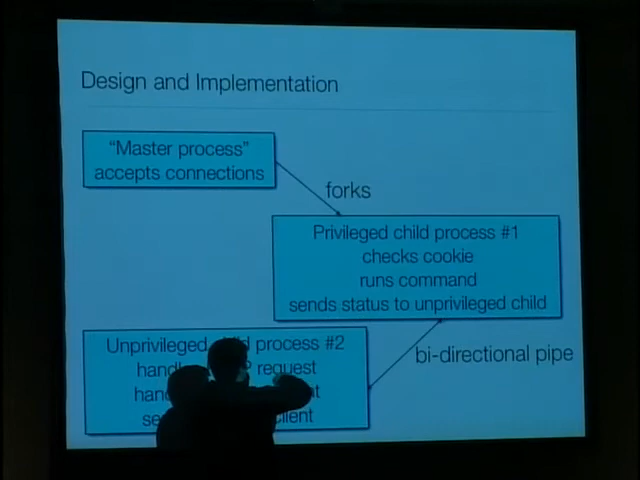 Design and Implementation
"Master process"
accepts connections
forks
Privileged child process #1
checks cookie
runs command
sends status to unprivileged child
Unprivileged process #2
request
bi-directional pipe